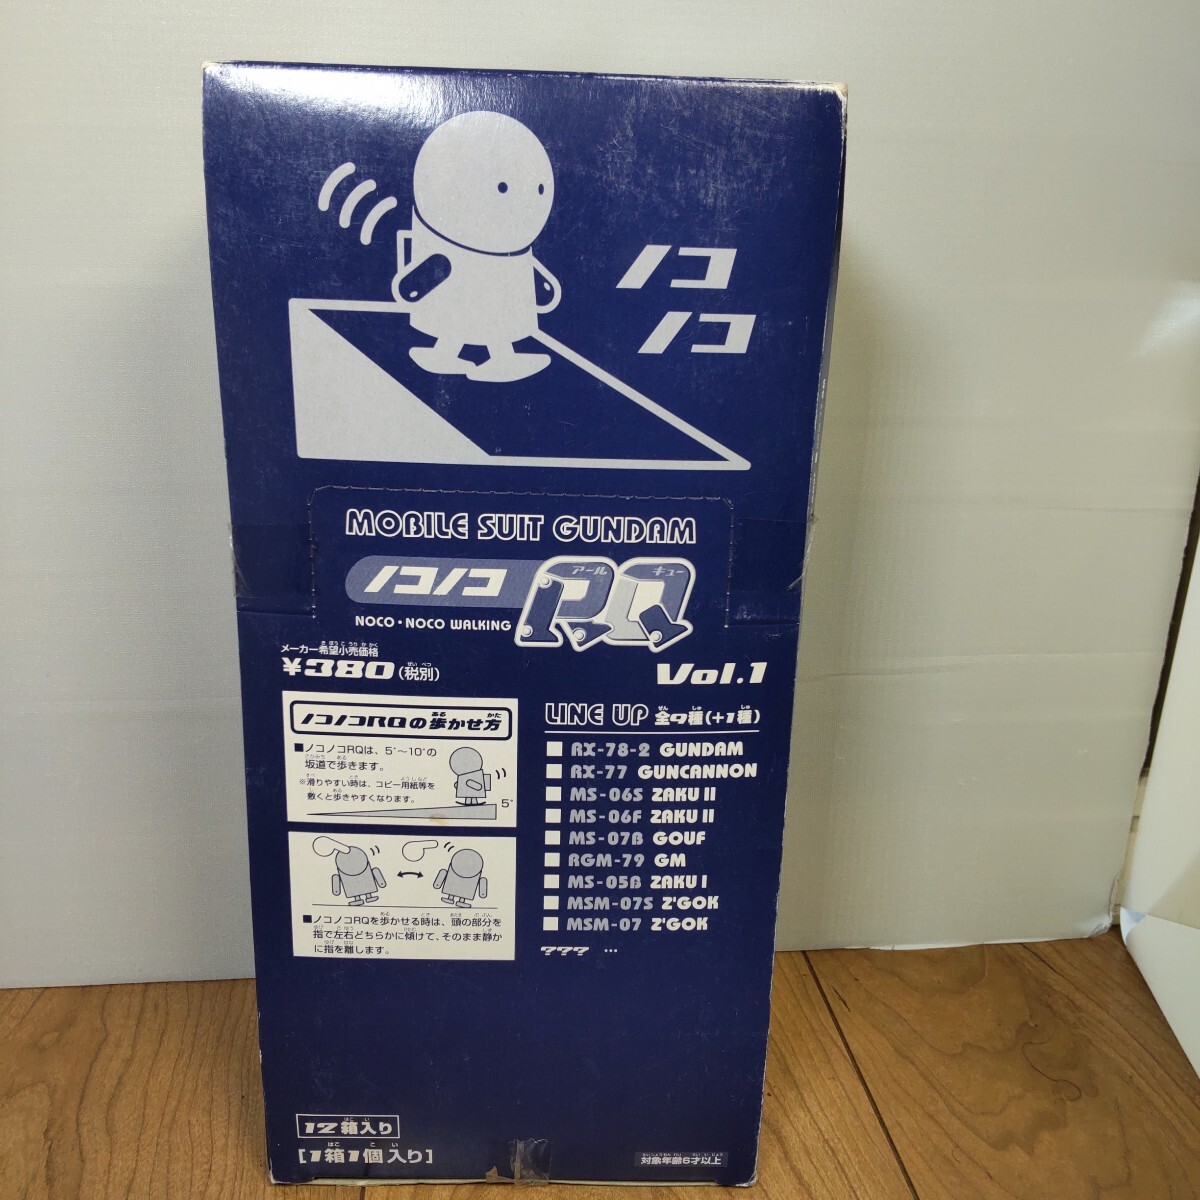 ノコ
ノコ
MOBILE SUIT GUNDAM
ノコノコ
アール キュー
RQ
NOCO・NOCO WALKING
メーカー希望小売価格
¥380(税別)
Vol.1
ノコノコRQの歩かせ方
■ノコノコRQは、5°〜10°の
坂道で歩きます。
※滑りやすい時は、コピー用紙等を
敷くと歩きやすくなります。
5°
■ノコノコRQを歩かせる時は、頭の部分を
指で左右どちらかに傾けて、そのまま静か
に指を離します。
LINE UP 全9種(+1種)
RX-78-2 GUNDAM
RX-77 GUNCANNON
MS-06S ZAKU II
MS-06F ZAKU II
MS-07B GOUF
RGM-79 GM
MS-05B ZAKU I
MSM-07S Z'GOK
MSM-07 Z'GOK
??? …
12箱入り
[1箱1個入り]
対象年齢6才以上